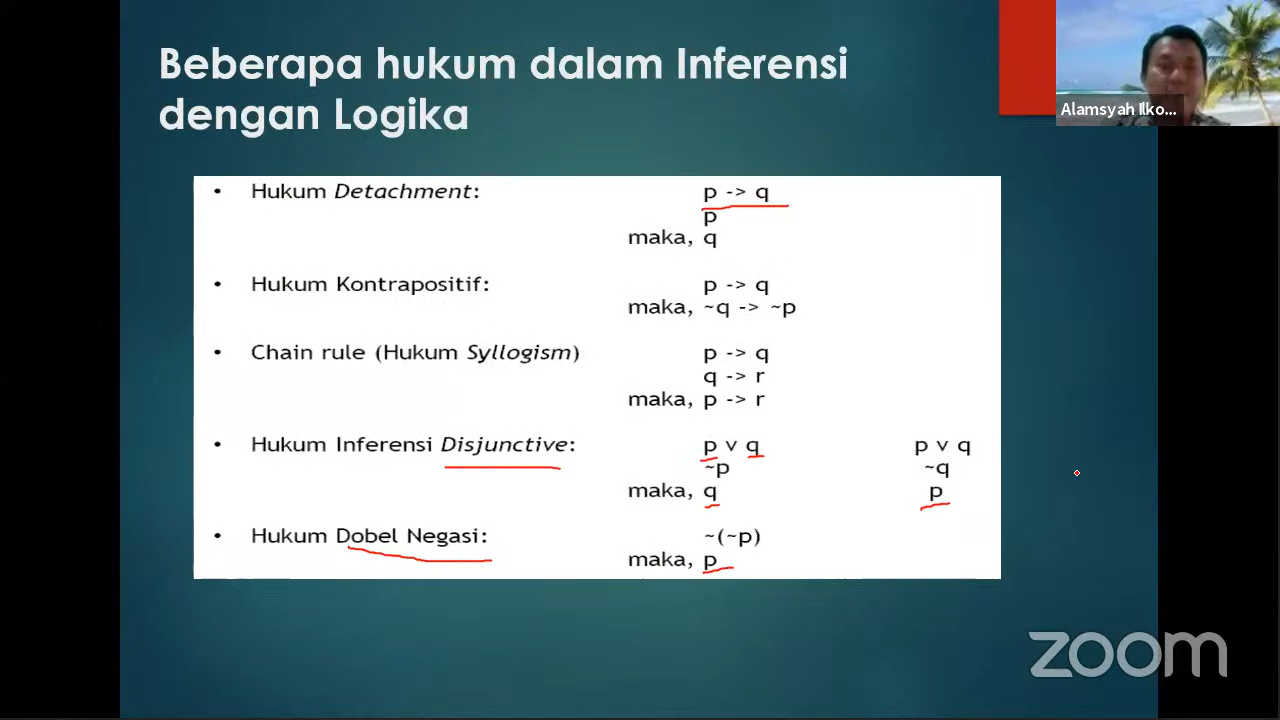 Beberapa hukum dalam Inferensi
dengan Logika
Alamsyah Ilko...
• Hukum Detachment: p -> q
p
maka, q
• Hukum Kontrapositif: p -> q
maka, ~q -> ~p
• Chain rule (Hukum Syllogism) p -> q
q -> r
maka, p -> r
• Hukum Inferensi Disjunctive: p v q p v q
~p ~q
maka, q p
• Hukum Dobel Negasi: ~(~p)
maka, p
zoom